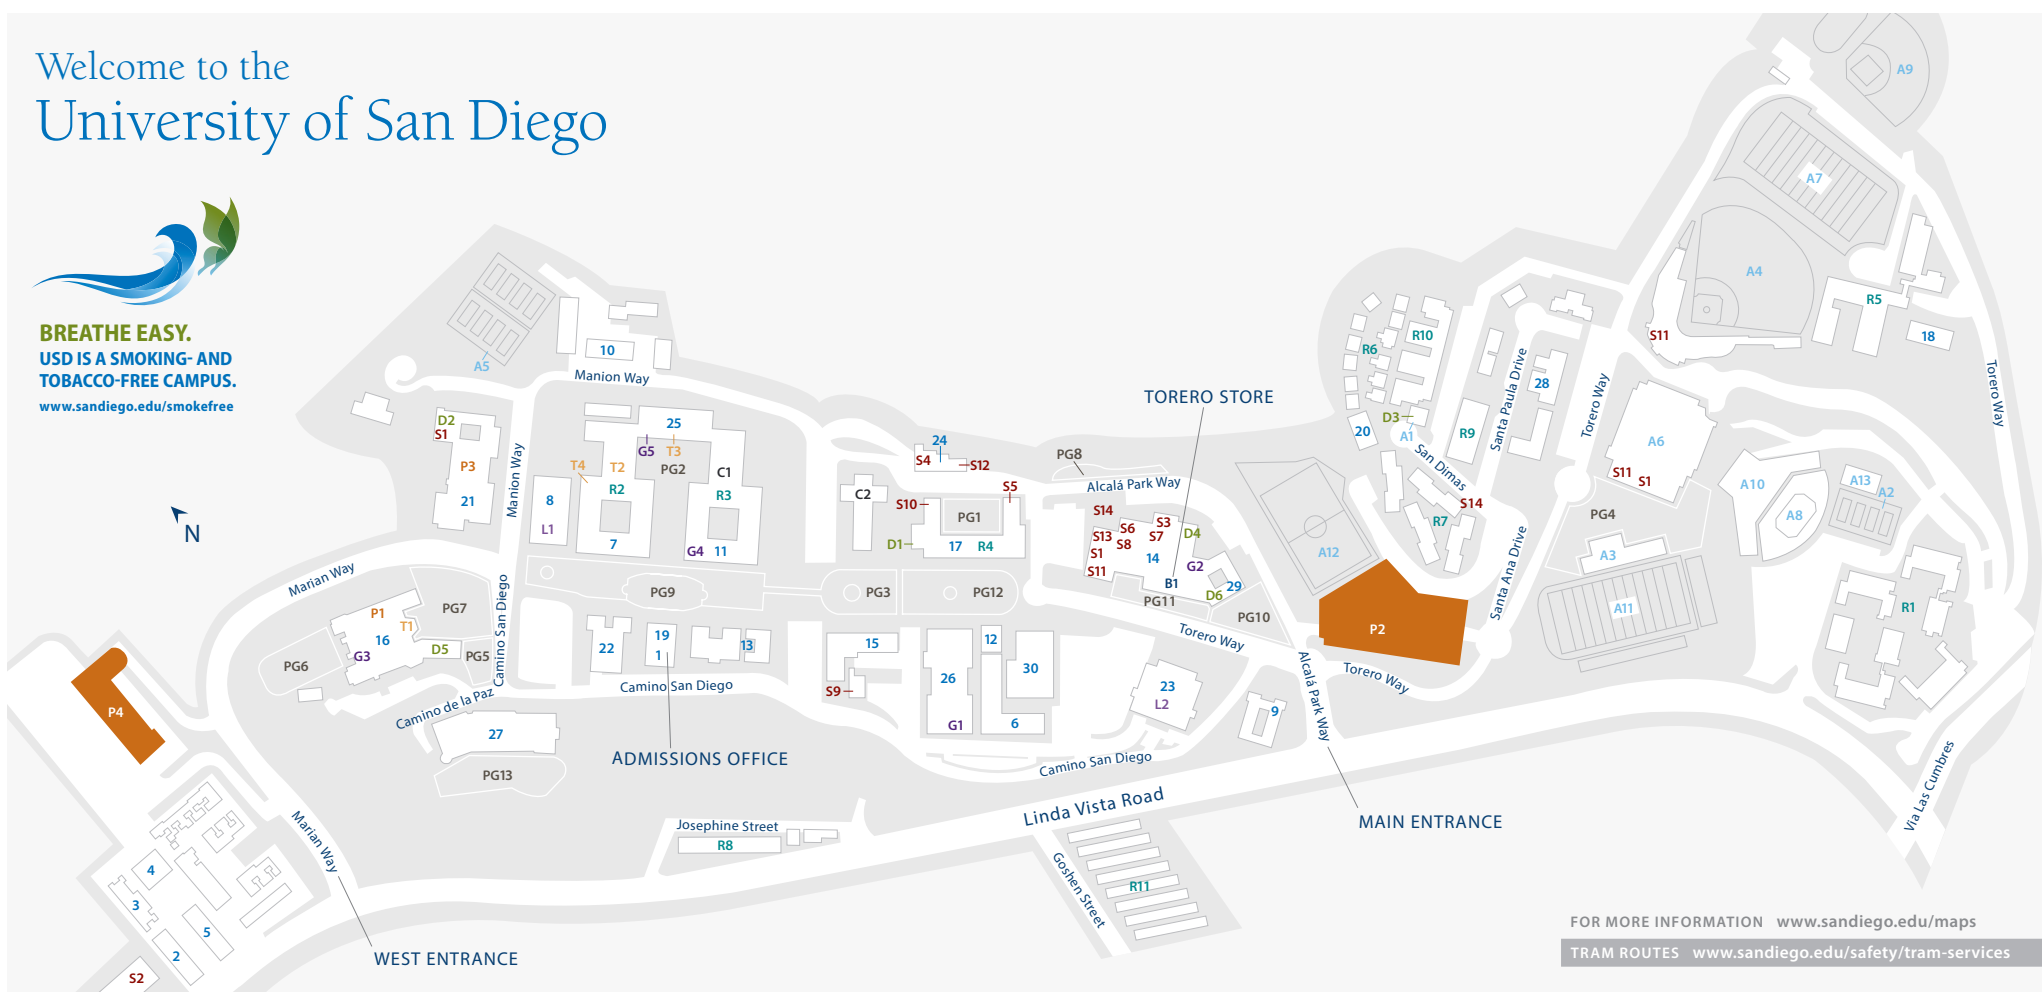 Welcome to the
University of San Diego
BREATHE EASY.
USD IS A SMOKING- AND
TOBACCO-FREE CAMPUS.
www.sandiego.edu/smokefree
N
A9
A7
A4
R5
18
S11
Torero Way
A5
10
Manion Way
D2
S1
P3
21
Manion Way
25
G5
T3
T4
T2
PG2
C1
R2
R3
8
L1
7
G4
11
24
S4
S12
C2
S10
S5
PG1
D1
17
R4
PG8
Alcalá Park Way
TORERO STORE
S14
S6
S3
S13
S8
S7
D4
S1
14
S11
G2
B1
29
D6
PG11
PG10
A12
R6
R10
D3
A1
20
San Dimas
R9
Santa Paula Drive
28
Torero Way
S14
R7
A6
S11
S1
A10
A13
A2
A8
PG4
A3
A11
R1
Santa Ana Drive
P2
Marian Way
Camino San Diego
PG7
P1
T1
16
G3
D5
PG5
PG6
P4
PG9
PG3
PG12
22
19
1
13
15
S9
12
26
30
G1
6
23
L2
9
Torero Way
Torero Way
Alcalá Park Way
Camino San Diego
Camino de la Paz
27
PG13
ADMISSIONS OFFICE
Camino San Diego
Linda Vista Road
MAIN ENTRANCE
Via Las Cumbres
Josephine Street
R8
Goshen Street
R11
Marian Way
4
3
5
2
S2
WEST ENTRANCE
FOR MORE INFORMATION www.sandiego.edu/maps
TRAM ROUTES www.sandiego.edu/safety/tram-services